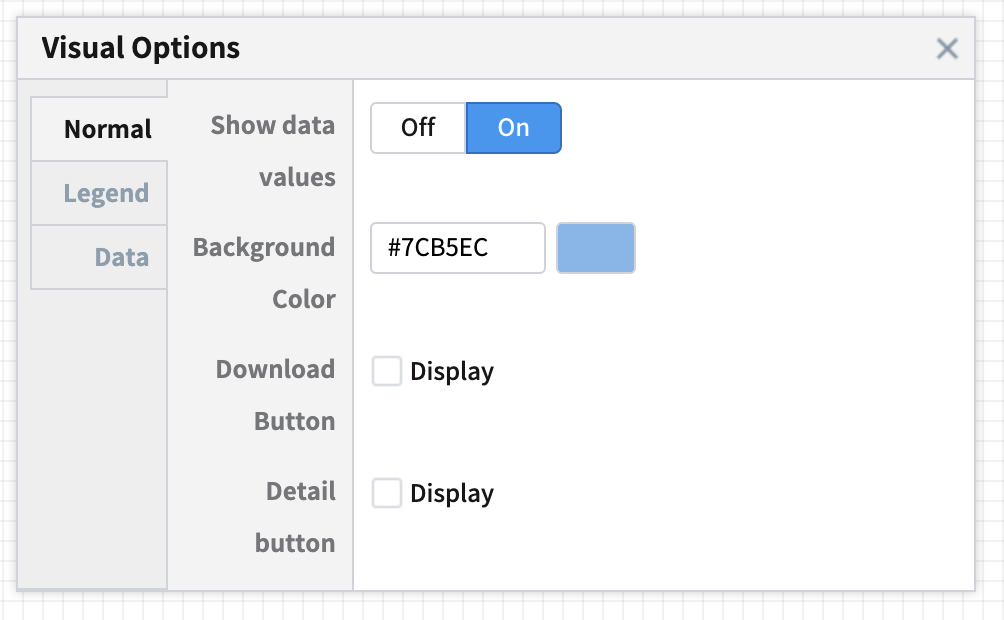 Visual Options
Normal
Legend
Data
Show data
values
Off On
Background
Color
#7CB5EC
Download
Button
Display
Detail
button
Display